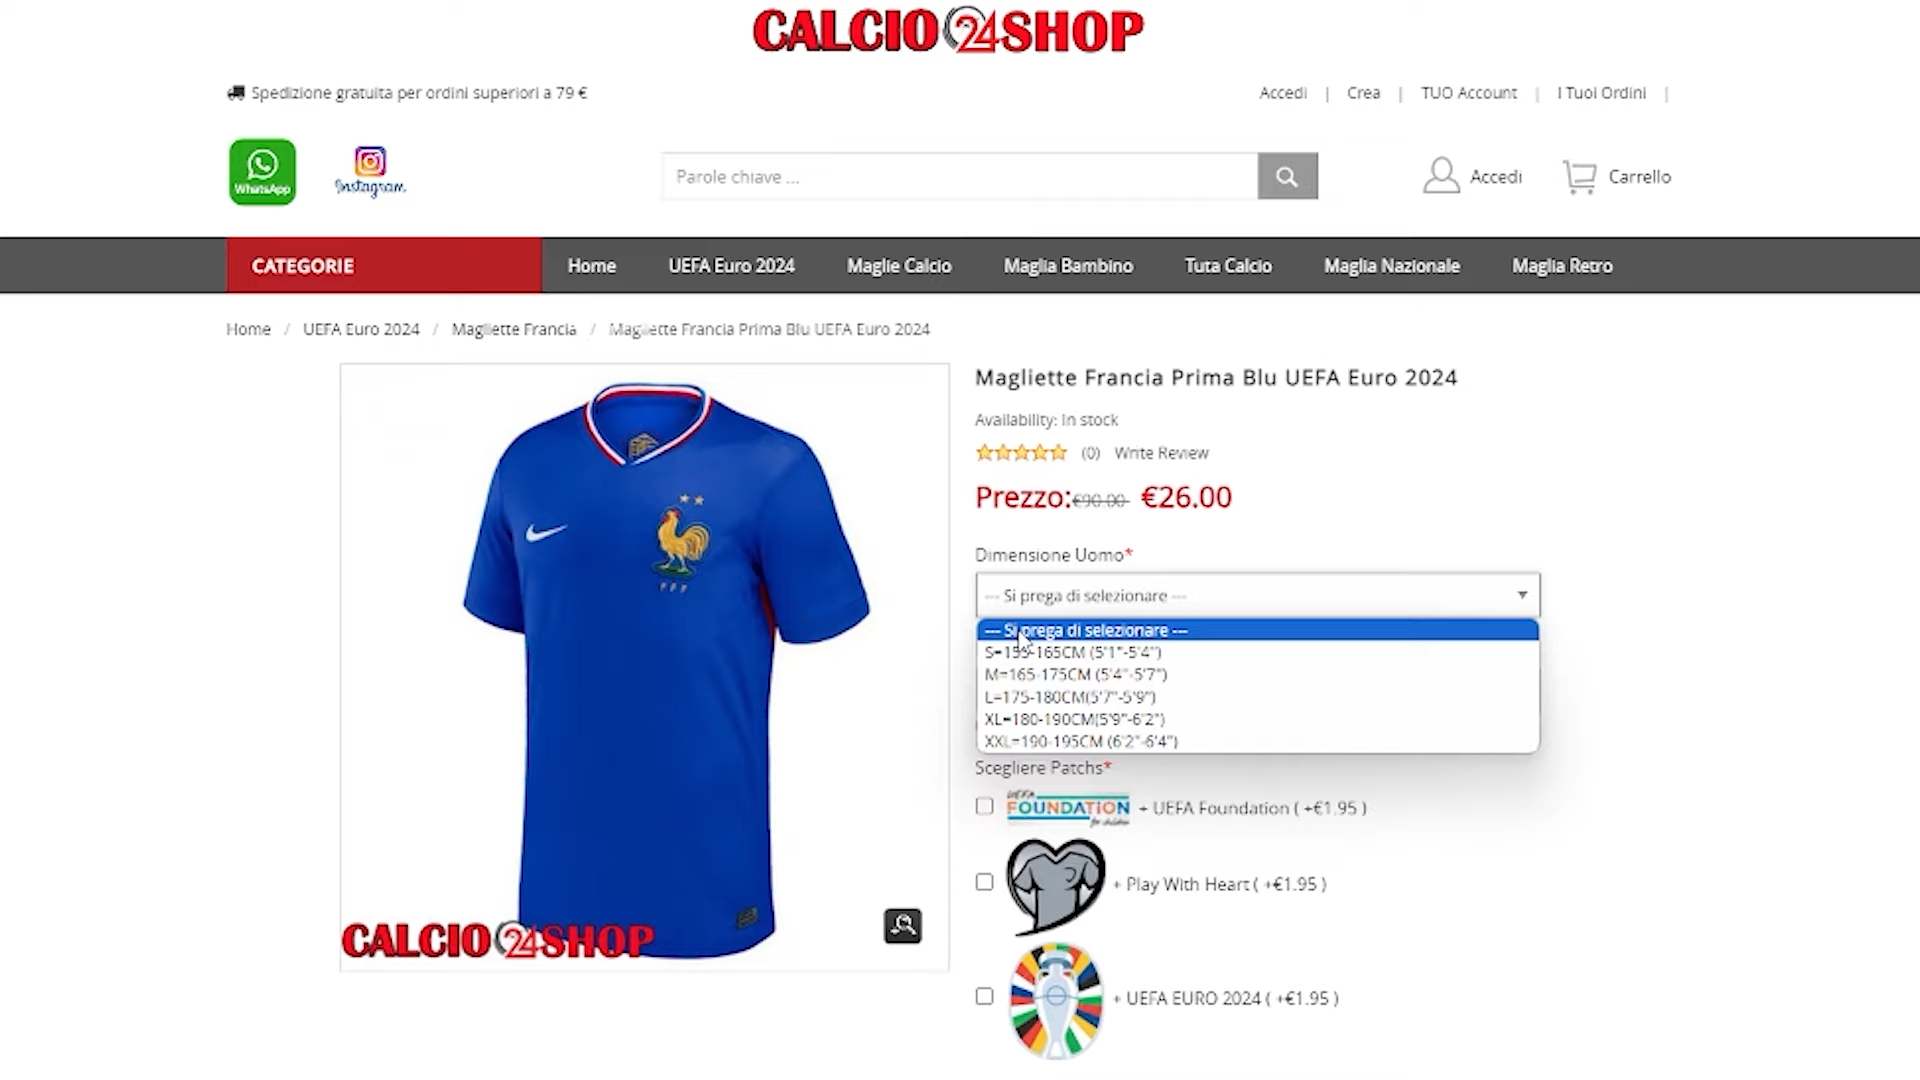 CALCIO24SHOP
Spedizione gratuita per ordini superiori a 79 €
Accedi | Crea | TUO Account | I Tuoi Ordini |
WhatsApp
Instagram
Parole chiave ...
Accedi
Carrello
CATEGORIE
Home
UEFA Euro 2024
Maglie Calcio
Maglia Bambino
Tuta Calcio
Maglia Nazionale
Maglia Retro
Home / UEFA Euro 2024 / Magliette Francia / Magliette Francia Prima Blu UEFA Euro 2024
FFF
CALCIO24SHOP
Magliette Francia Prima Blu UEFA Euro 2024
Availability: In stock
(0) Write Review
Prezzo: €90.00 €26.00
Dimensione Uomo*
--- Si prega di selezionare ---
--- Si prega di selezionare ---
S=155-165CM (5'1"-5'4")
M=165-175CM (5'4"-5'7")
L=175-180CM(5'7"-5'9")
XL=180-190CM(5'9"-6'2")
XXL=190-195CM (6'2"-6'4")
Scegliere Patchs*
UEFA FOUNDATION for children + UEFA Foundation ( +€1.95 )
+ Play With Heart ( +€1.95 )
+ UEFA EURO 2024 ( +€1.95 )